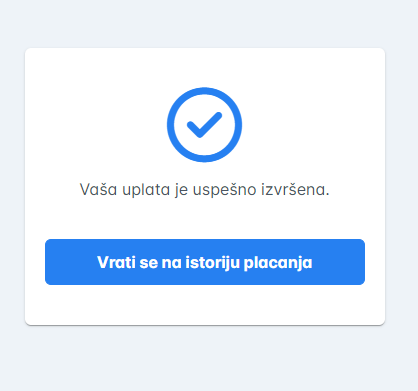 Vaša uplata je uspešno izvršena.
Vrati se na istoriju placanja